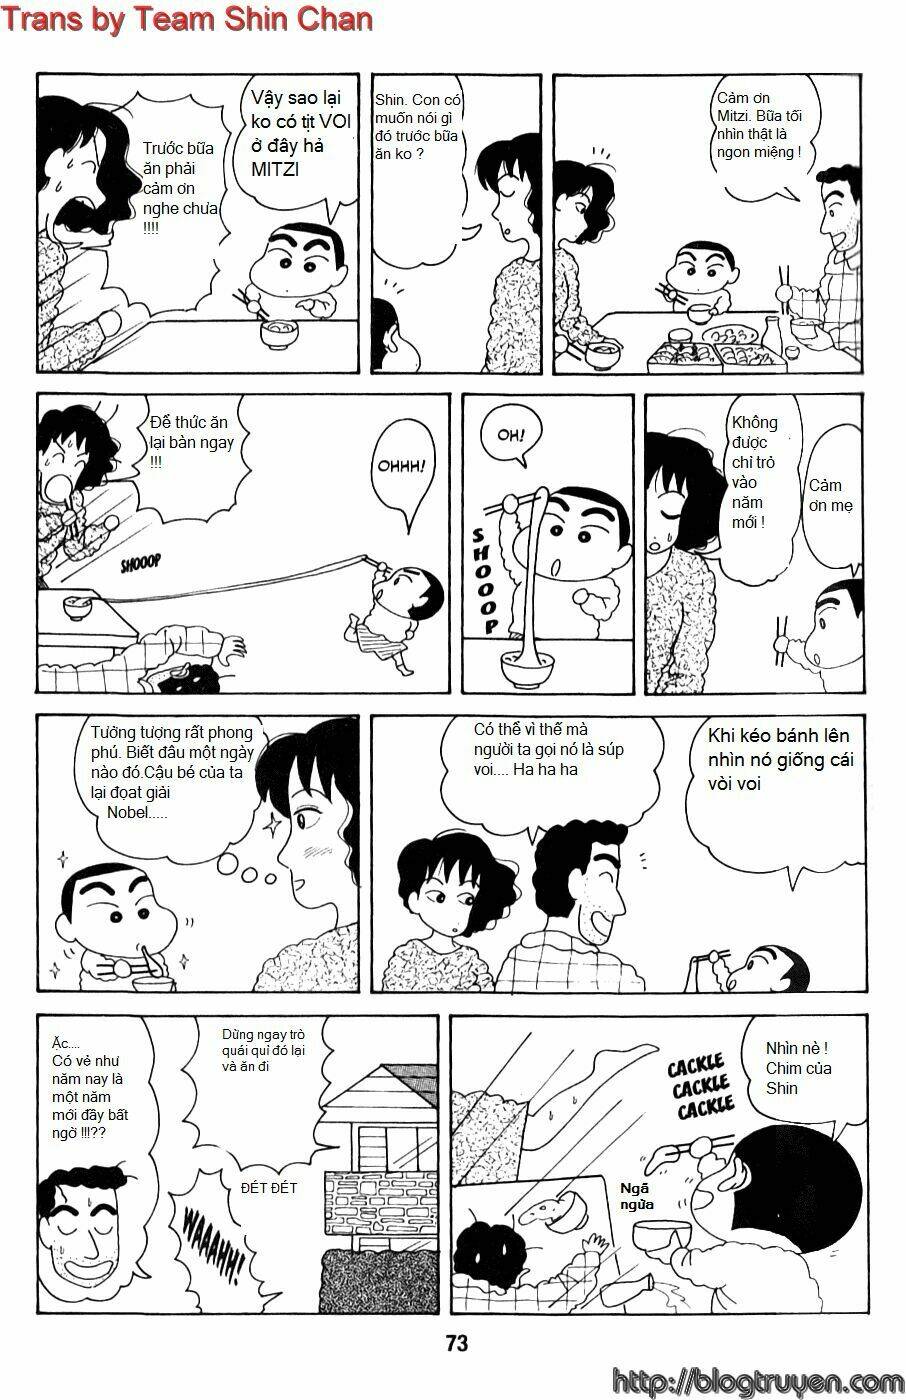 Trans by Team Shin Chan
Cảm ơn
Mitzi. Bữa tối
nhìn thật là
ngon miệng !
Shin. Con có
muốn nói gì
đó trước bữa
ăn ko ?
Vậy sao lại
ko có tịt VOI
ở đây hả
MITZI
Trước bữa
ăn phải
cảm ơn
nghe chưa
!!!!
Cảm
ơn mẹ
Không
được
chỉ trỏ
vào
năm
mới !
OH!
SHOOOP
OHHH!
Để thức ăn
lại bàn ngay
!!!
SHOOOP
Khi kéo bánh lên
nhìn nó giống cái
vòi voi
Có thể vì thế mà
người ta gọi nó là súp
voi.... Ha ha ha
Tưởng tượng rất phong
phú. Biết đâu một ngày
nào đó.Cậu bé của ta
lại đọat giải
Nobel.....
Nhìn nè !
Chim của
Shin
CACKLE
CACKLE
CACKLE
Ngã
ngửa
Dừng ngay trò
quái quỉ đó lại
và ăn đi
ĐÉT ĐÉT
WAAAHH!
Ặc....
Có vẻ như
năm nay là
một năm
mới đầy bất
ngờ !!!??
73
http://blogtruyen.com